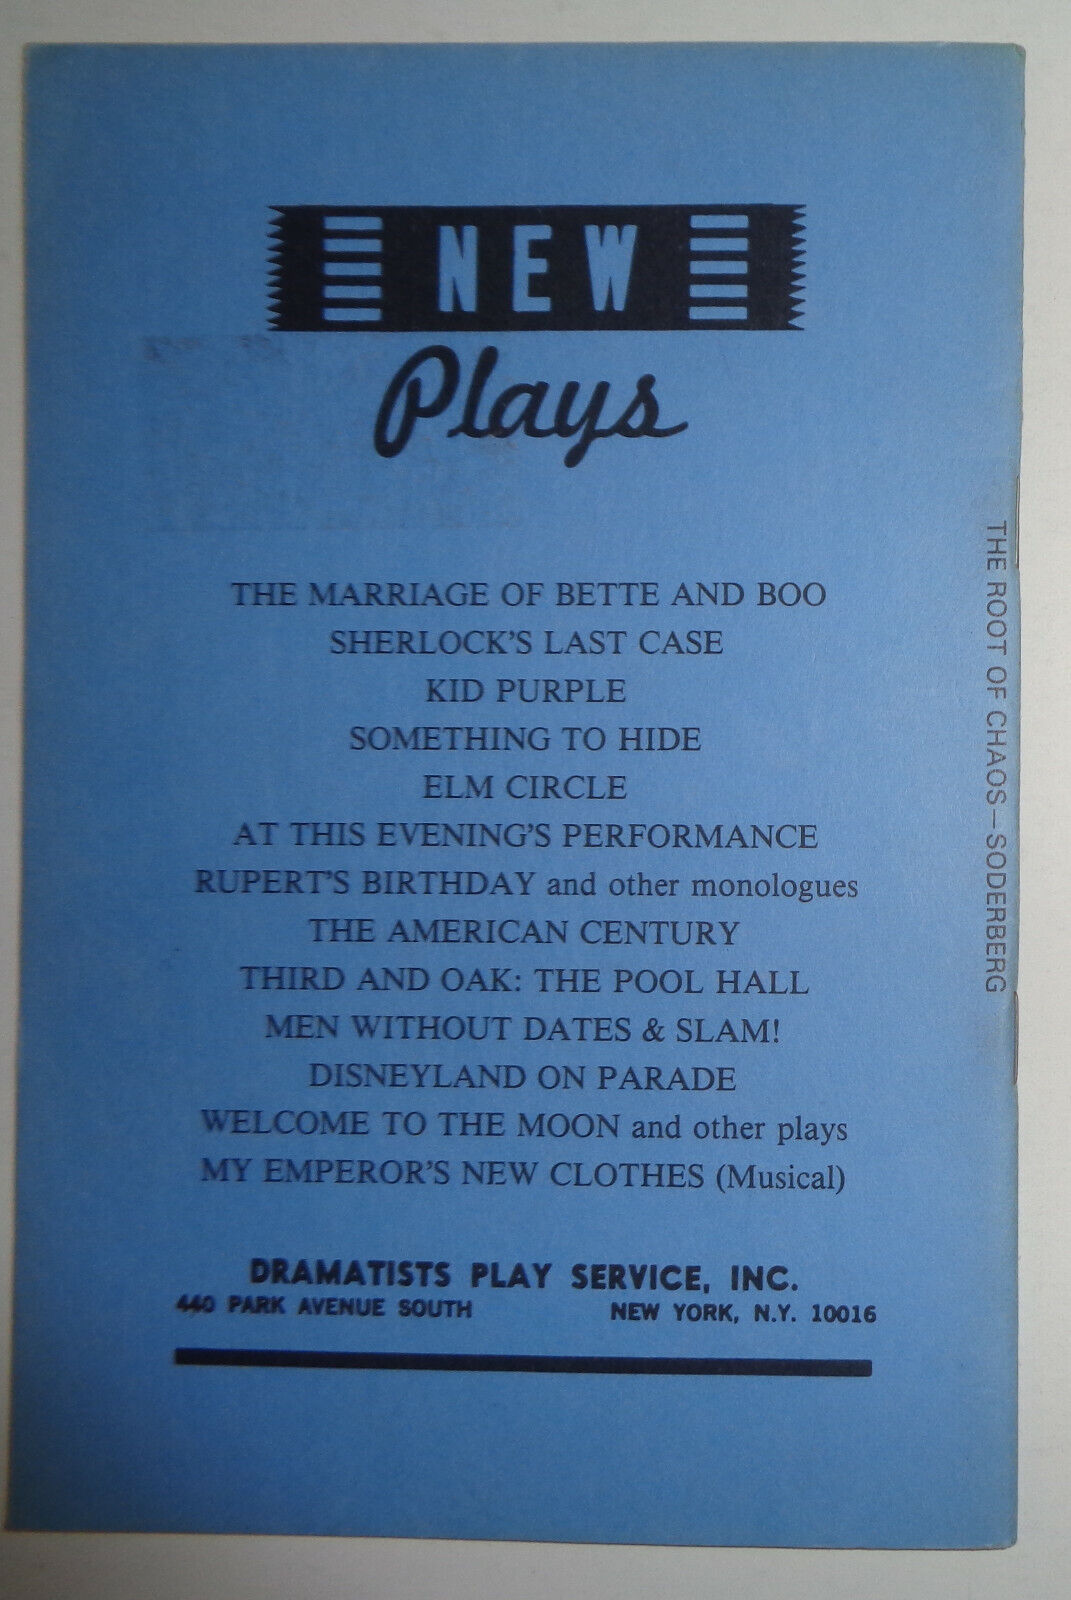 NEW
Plays
THE MARRIAGE OF BETTE AND BOO
SHERLOCK'S LAST CASE
KID PURPLE
SOMETHING TO HIDE
ELM CIRCLE
AT THIS EVENING'S PERFORMANCE
RUPERT'S BIRTHDAY and other monologues
THE AMERICAN CENTURY
THIRD AND OAK: THE POOL HALL
MEN WITHOUT DATES & SLAM!
DISNEYLAND ON PARADE
WELCOME TO THE MOON and other plays
MY EMPEROR'S NEW CLOTHES (Musical)
DRAMATISTS PLAY SERVICE, INC.
440 PARK AVENUE SOUTH NEW YORK, N.Y. 10016
THE ROOT OF CHAOS—SODERBERG